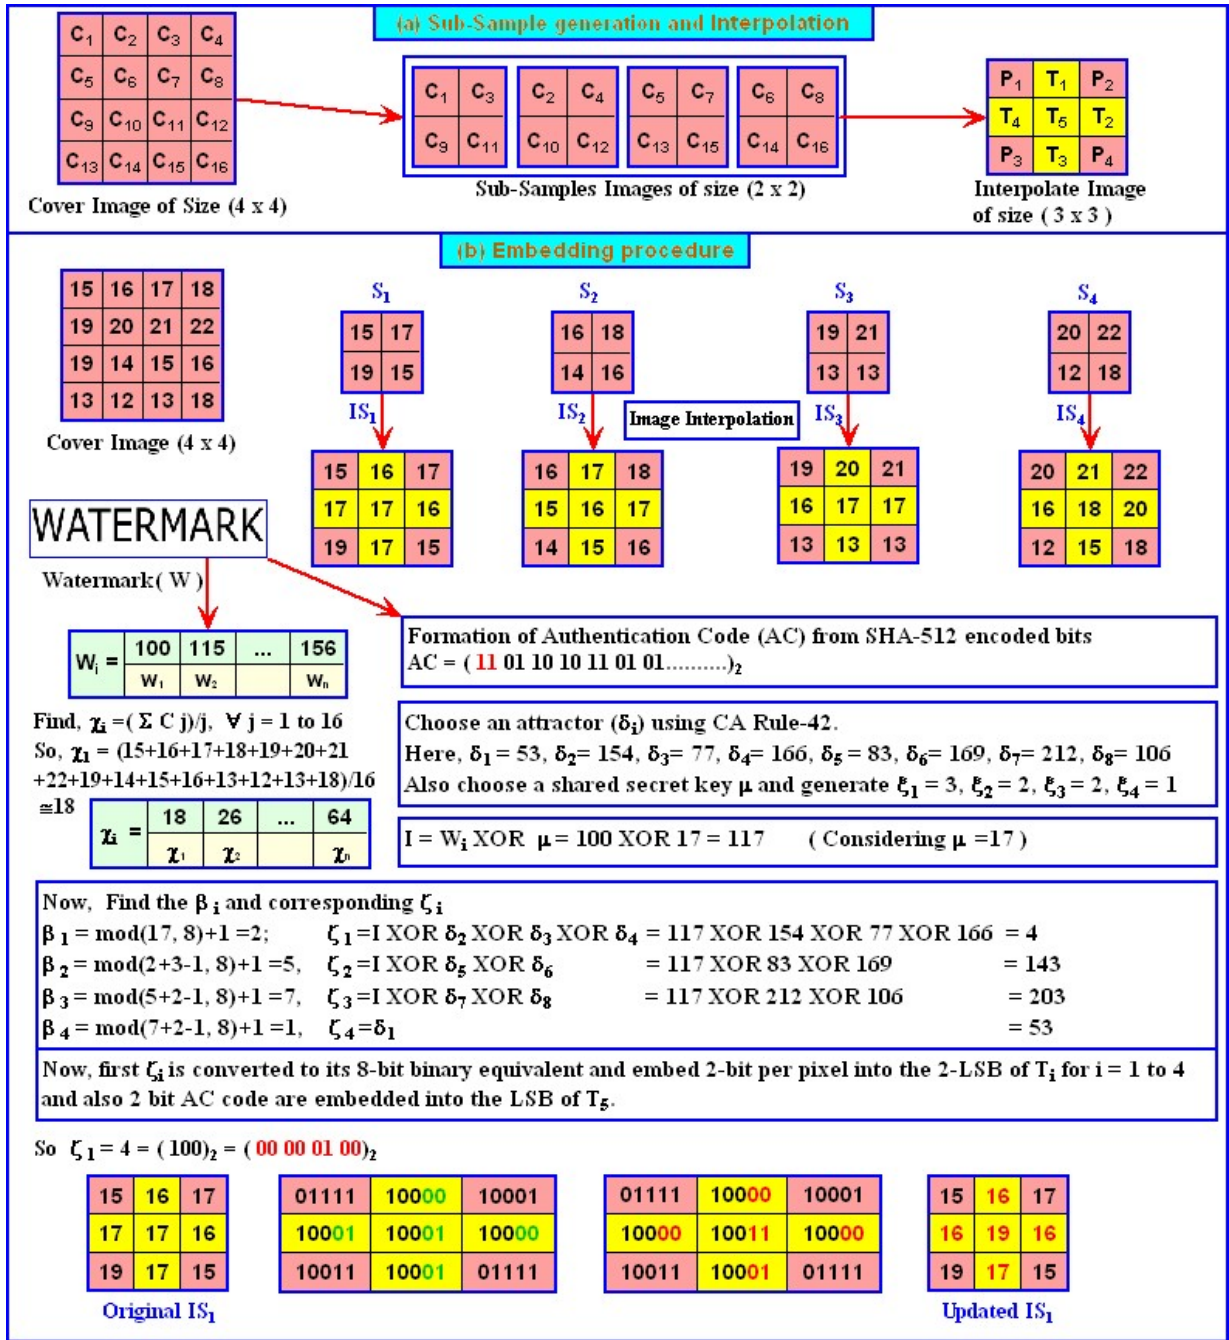 (a) Sub-Sample generation and Interpolation
C1 C2 C3 C4
C5 C6 C7 C8
C9 C10 C11 C12
C13 C14 C15 C16
Cover Image of Size (4 x 4)
C1 C3
C9 C11
C2 C4
C10 C12
C5 C7
C13 C15
C6 C8
C14 C16
Sub-Samples Images of size (2 x 2)
P1 T1 P2
T4 T5 T2
P3 T3 P4
Interpolate Image
of size ( 3 x 3 )
(b) Embedding procedure
15 16 17 18
19 20 21 22
19 14 15 16
13 12 13 18
Cover Image (4 x 4)
S1
15 17
19 15
IS1
15 16 17
17 17 16
19 17 15
S2
16 18
14 16
IS2
16 17 18
15 16 17
14 15 16
Image Interpolation
S3
19 21
13 13
IS3
19 20 21
16 17 17
13 13 13
S4
20 22
12 18
IS4
20 21 22
16 18 20
12 15 18
WATERMARK
Watermark( W )
Wi = 100 115 ... 156
W1 W2 Wn
Formation of Authentication Code (AC) from SHA-512 encoded bits
AC = ( 11 01 10 10 11 01 01..........)2
Find, χi =( Σ C j)/j, ∀ j = 1 to 16
So, χ1 = (15+16+17+18+19+20+21
+22+19+14+15+16+13+12+13+18)/16
≅18
χi = 18 26 ... 64
χ1 χ2 χn
Choose an attractor (δi) using CA Rule-42.
Here, δ1 = 53, δ2= 154, δ3= 77, δ4= 166, δ5 = 83, δ6= 169, δ7= 212, δ8= 106
Also choose a shared secret key μ and generate ξ1 = 3, ξ2 = 2, ξ3 = 2, ξ4 = 1
I = Wi XOR μ = 100 XOR 17 = 117 ( Considering μ =17 )
Now, Find the βi and corresponding ζi
β1 = mod(17, 8)+1 =2; ζ1=I XOR δ2 XOR δ3 XOR δ4 = 117 XOR 154 XOR 77 XOR 166 = 4
β2 = mod(2+3-1, 8)+1 =5, ζ2=I XOR δ5 XOR δ6 = 117 XOR 83 XOR 169 = 143
β3 = mod(5+2-1, 8)+1 =7, ζ3=I XOR δ7 XOR δ8 = 117 XOR 212 XOR 106 = 203
β4 = mod(7+2-1, 8)+1 =1, ζ4=δ1 = 53
Now, first ζi is converted to its 8-bit binary equivalent and embed 2-bit per pixel into the 2-LSB of Ti for i = 1 to 4
and also 2 bit AC code are embedded into the LSB of T5.
So ζ1 = 4 = ( 100)2 = ( 00 00 01 00)2
15 16 17
17 17 16
19 17 15
Original IS1
01111 10000 10001
10001 10001 10000
10011 10001 01111
01111 10000 10001
10000 10011 10000
10011 10001 01111
15 16 17
16 19 16
19 17 15
Updated IS1